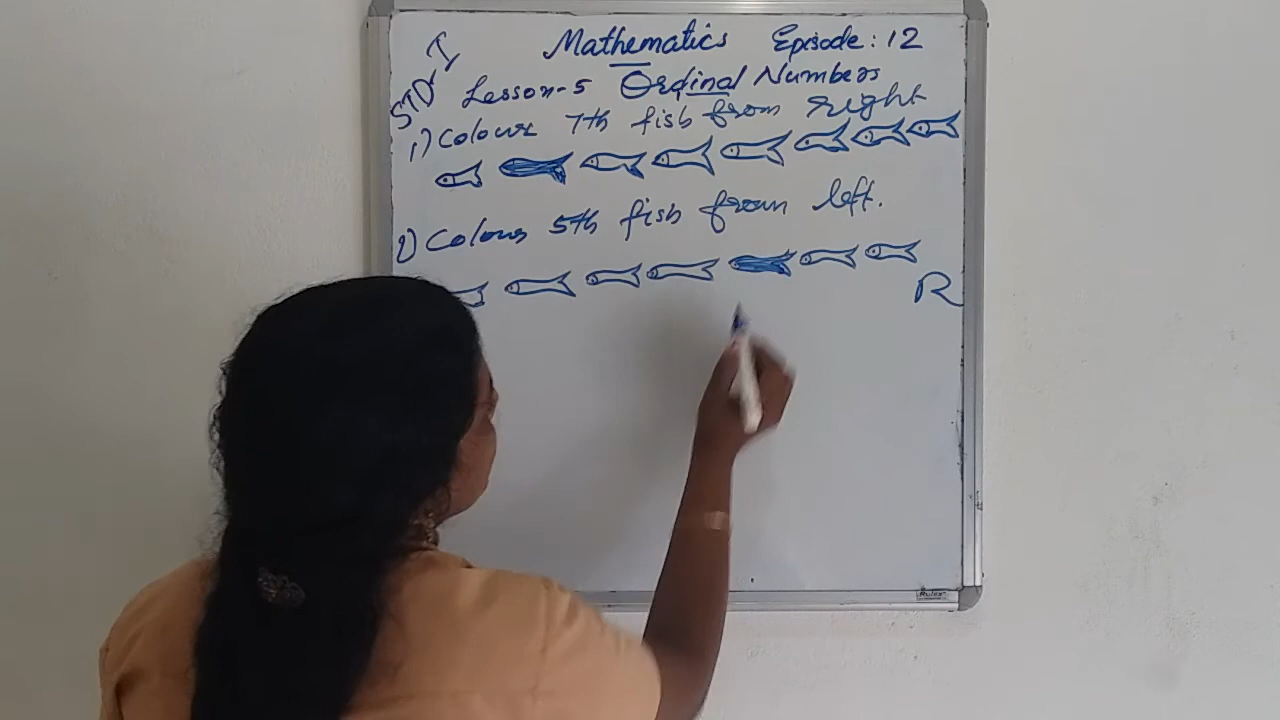 STD-I
Mathematics Episode: 12
Lesson-5 Ordinal Numbers
1) Colour 7th fish from right
2) Colour 5th fish from left.
R
Rulex